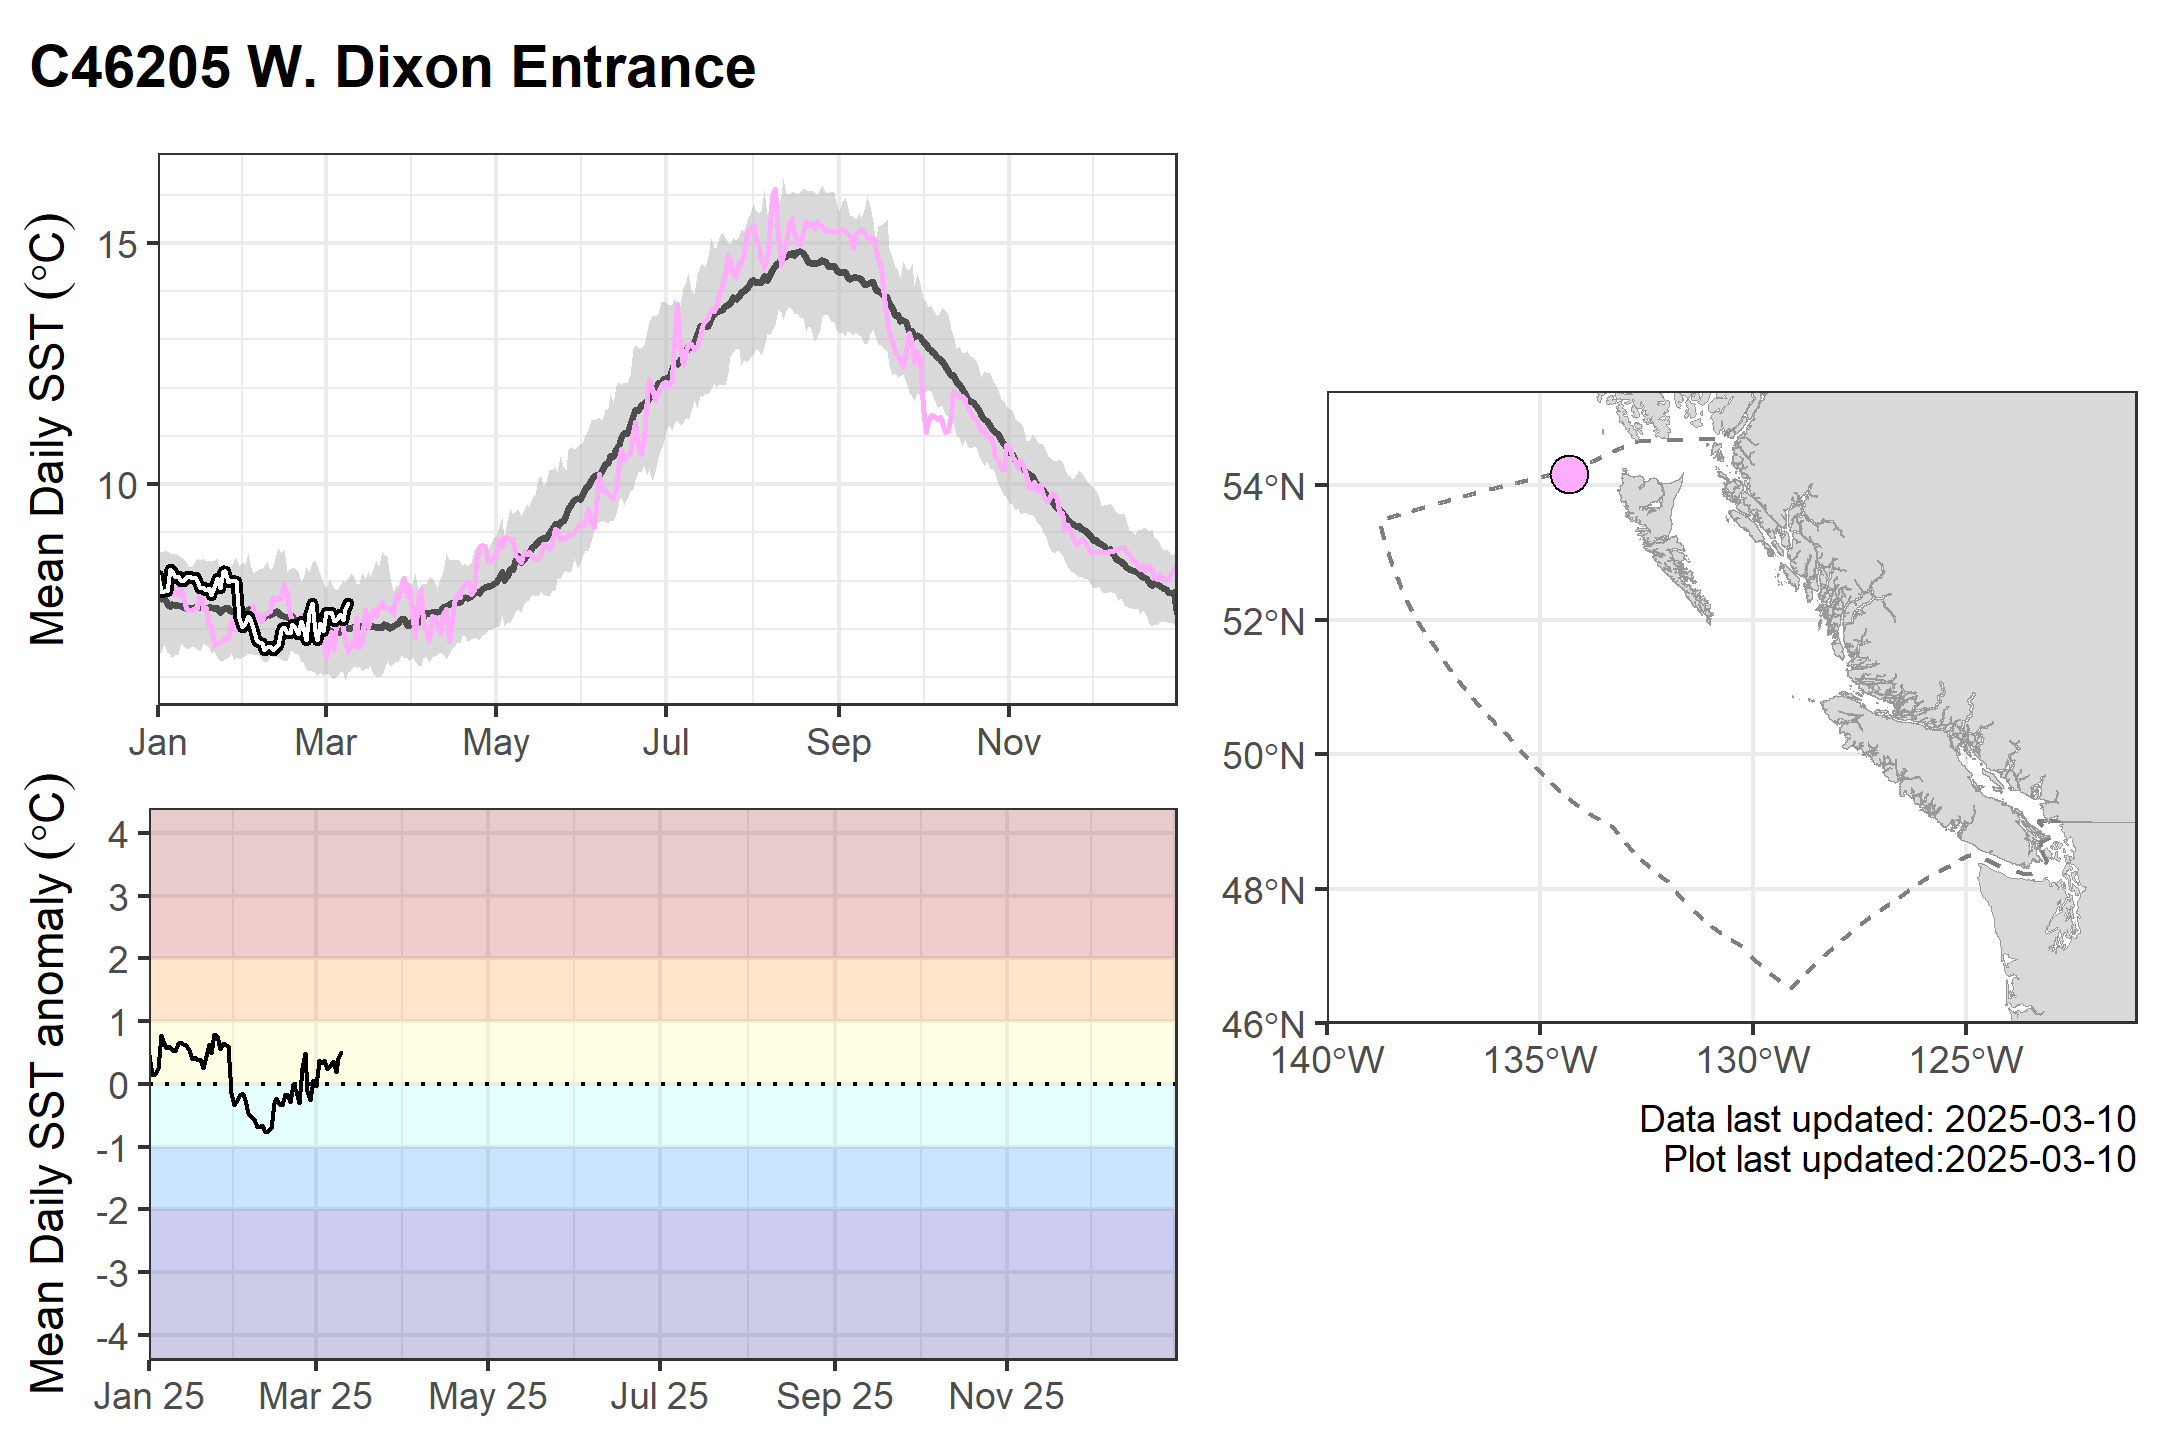 C46205 W. Dixon Entrance
Mean Daily SST (°C)
15
10
Jan Mar May Jul Sep Nov
Mean Daily SST anomaly (°C)
4
3
2
1
0
-1
-2
-3
-4
Jan 25 Mar 25 May 25 Jul 25 Sep 25 Nov 25
54°N
52°N
50°N
48°N
46°N
140°W 135°W 130°W 125°W
Data last updated: 2025-03-10
Plot last updated:2025-03-10